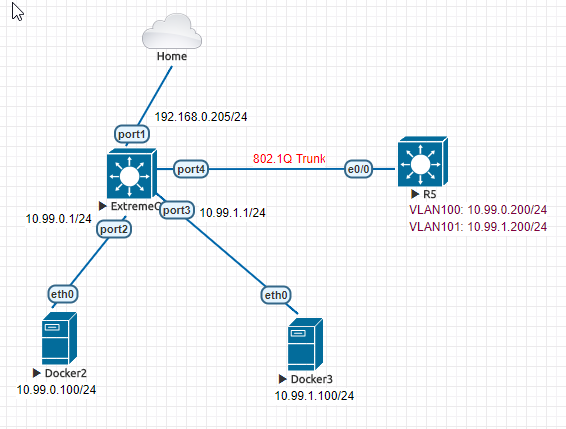 Home
192.168.0.205/24
port1
802.1Q Trunk
port4
e0/0
ExtremeC
R5
10.99.0.1/24
port3
10.99.1.1/24
VLAN100: 10.99.0.200/24
port2
VLAN101: 10.99.1.200/24
eth0
eth0
Docker2
Docker3
10.99.0.100/24
10.99.1.100/24